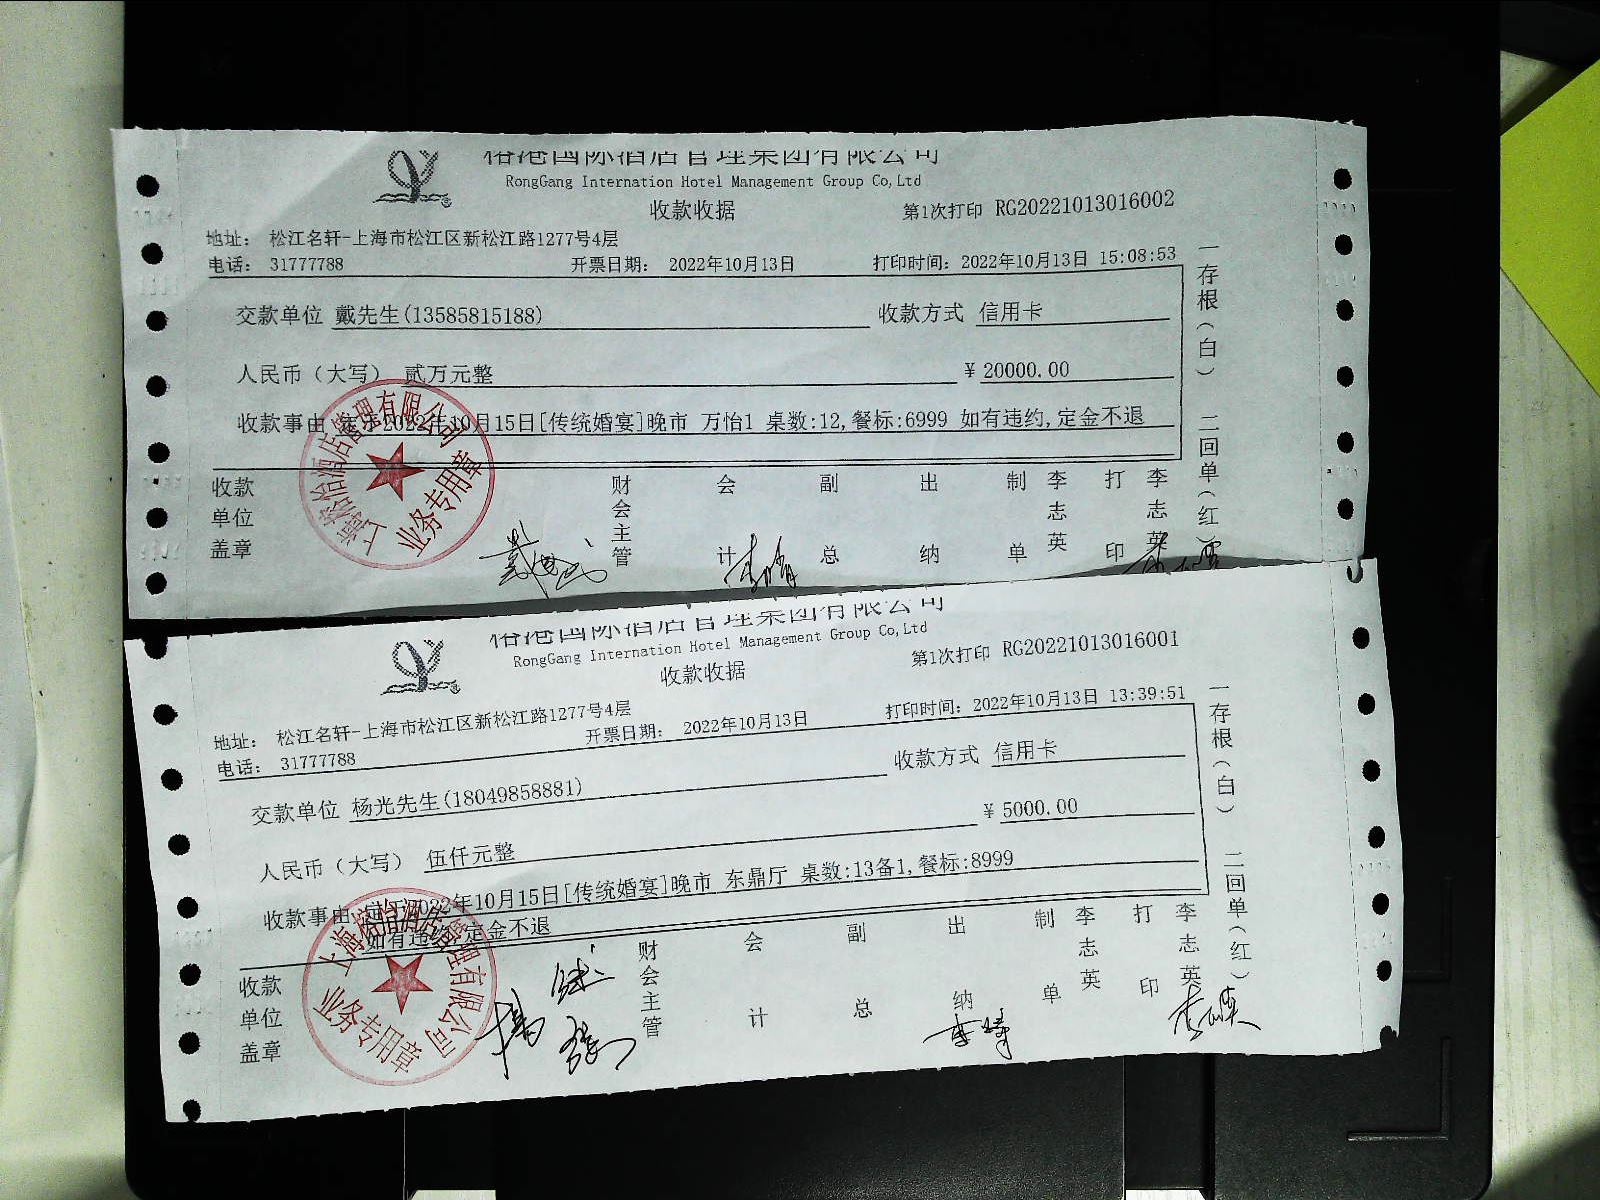 裕港国际酒店管理集团有限公司
RongGang Internation Hotel Management Group Co,Ltd
收款收据
第1次打印 RG20221013016002
地址： 松江名轩-上海市松江区新松江路1277号4层
电话： 31777788 开票日期： 2022年10月13日 打印时间：2022年10月13日 15:08:53
交款单位 戴先生(13585815188) 收款方式 信用卡
人民币（大写） 贰万元整 ¥20000.00
收款事由 定于2022年10月15日[传统婚宴]晚市 万怡1 桌数:12,餐标:6999 如有违约,定金不退
收款单位盖章 财会主管 会计 副总 出纳 制单 李志英 打印 李志英
一存根（白） 二回单（红）
上海裕怡酒店管理有限公司
业务专用章
裕港国际酒店管理集团有限公司
RongGang Internation Hotel Management Group Co,Ltd
收款收据
第1次打印 RG20221013016001
地址： 松江名轩-上海市松江区新松江路1277号4层
电话： 31777788 开票日期： 2022年10月13日 打印时间：2022年10月13日 13:39:51
交款单位 杨光先生(18049858881) 收款方式 信用卡
人民币（大写） 伍仟元整 ¥5000.00
收款事由 定于2022年10月15日[传统婚宴]晚市 东鼎厅 桌数:13备1,餐标:8999
如有违约,定金不退
收款单位盖章 财会主管 会计 副总 出纳 制单 李志英 打印 李志英
一存根（白） 二回单（红）
上海裕怡酒店管理有限公司
业务专用章